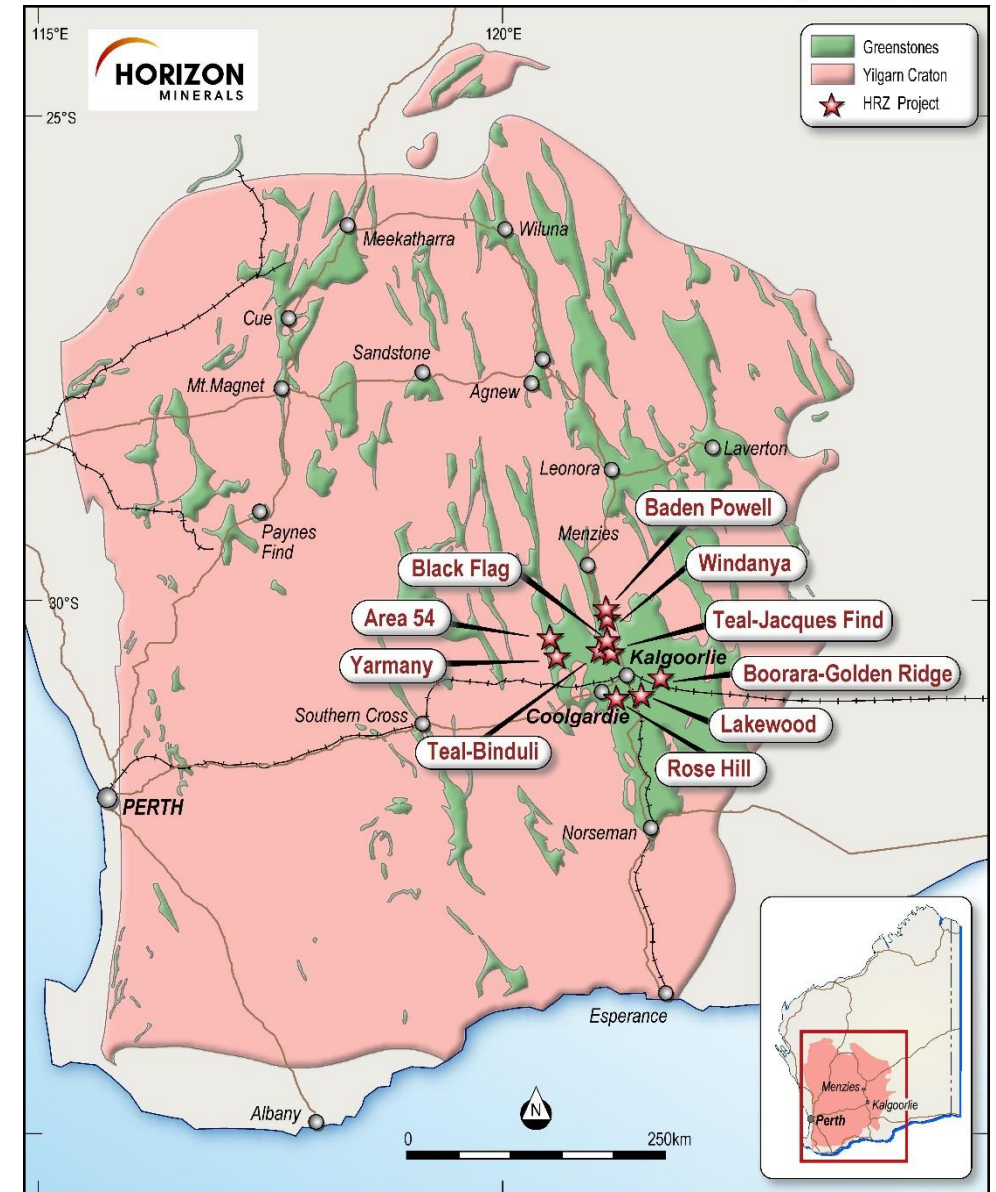 115°E
120°E
HORIZON
MINERALS
Greenstones
Yilgarn Craton
HRZ Project
25°S
Meekatharra
Wiluna
Cue
Sandstone
Mt.Magnet
Agnew
Leonora
Laverton
Baden Powell
Paynes
Find
Menzies
Windanya
Black Flag
30°S
Area 54
Teal-Jacques Find
Yarmany
Kalgoorlie
Boorara-Golden Ridge
Southern Cross
Coolgardie
Lakewood
Teal-Binduli
Rose Hill
PERTH
Norseman
Esperance
Albany
N
0
250km
Menzies
Kalgoorlie
Perth